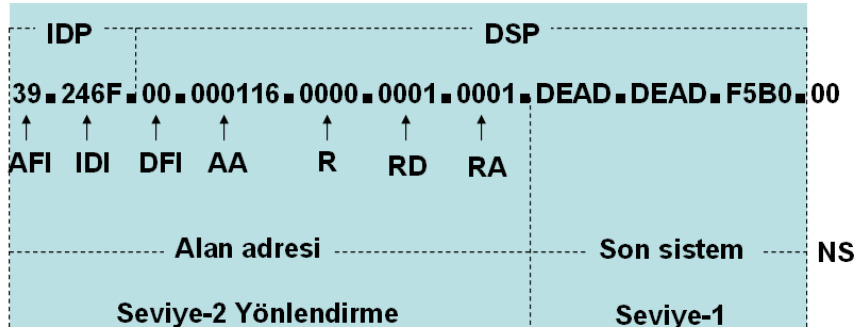 IDP DSP
39.246F.00.000116.0000.0001.0001.DEAD.DEAD.F5B0.00
AFI IDI DFI AA R RD RA
Alan adresi Son sistem NS
Seviye-2 Yönlendirme Seviye-1